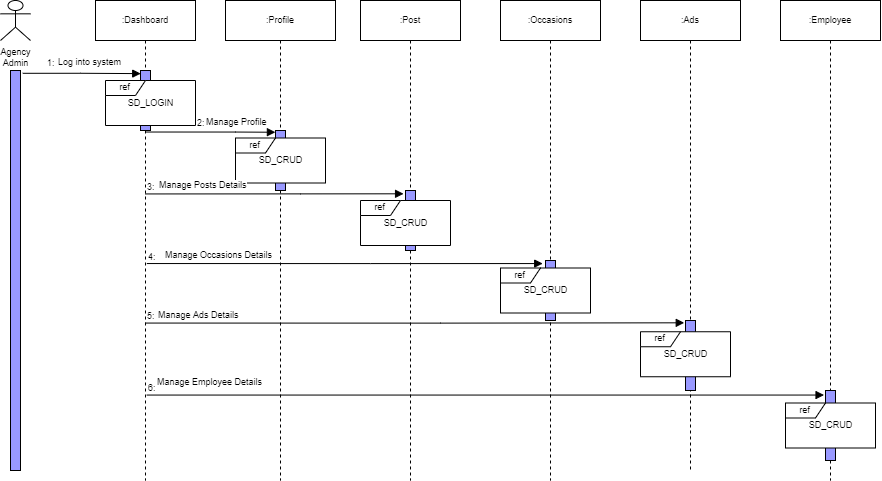 :Dashboard
:Profile
:Post
:Occasions
:Ads
:Employee
Agency
Admin
1: Log into system
ref
SD_LOGIN
2: Manage Profile
ref
SD_CRUD
3: Manage Posts Details
ref
SD_CRUD
4: Manage Occasions Details
ref
SD_CRUD
5: Manage Ads Details
ref
SD_CRUD
6: Manage Employee Details
ref
SD_CRUD